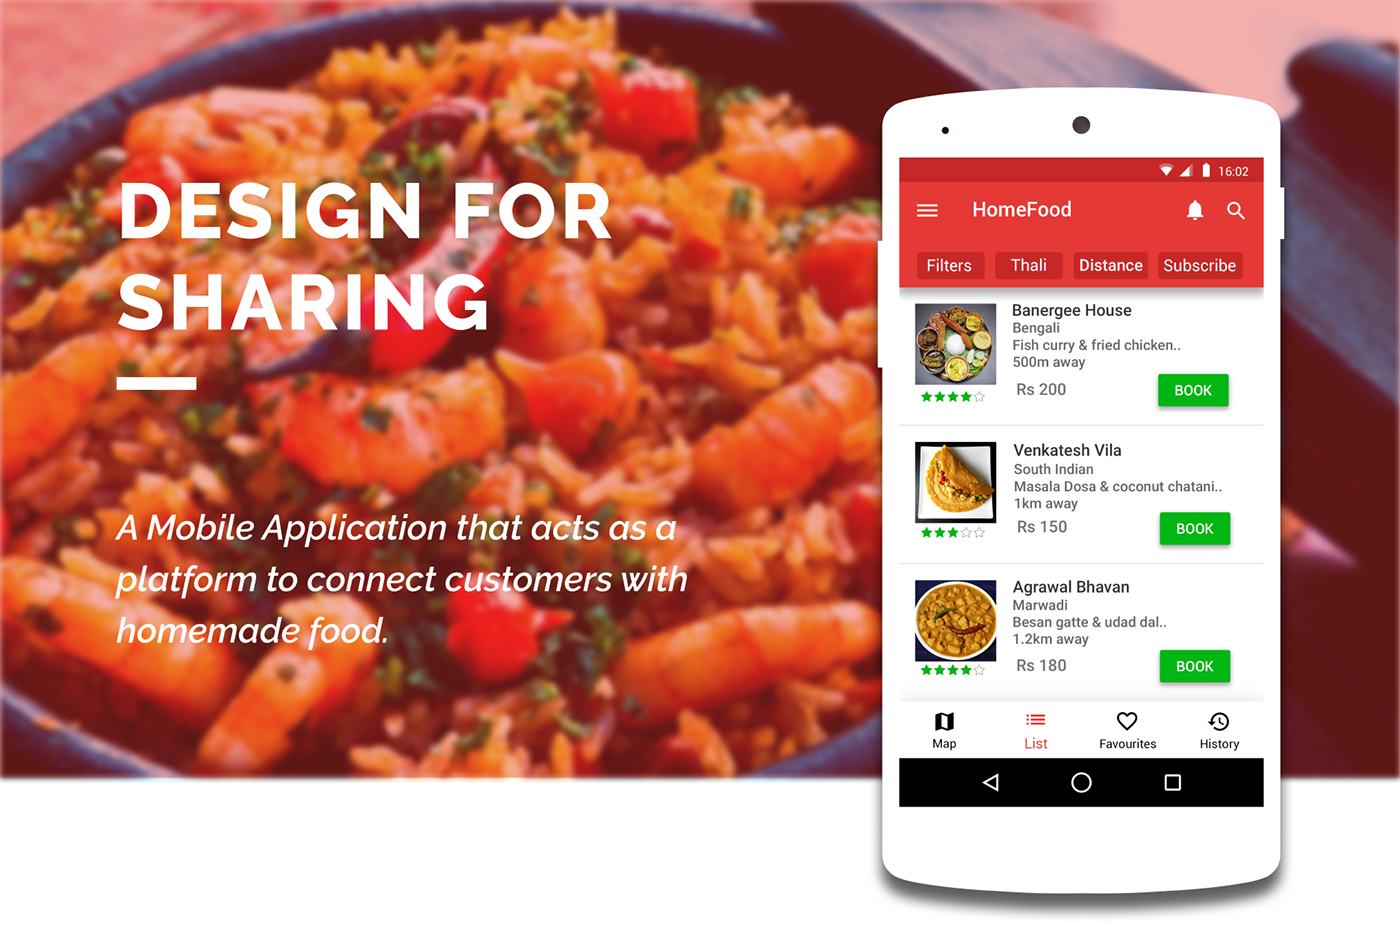 DESIGN FOR
SHARING
A Mobile Application that acts as a
platform to connect customers with
homemade food.
16:02
HomeFood
Filters Thali Distance Subscribe
Banergee House
Bengali
Fish curry & fried chicken..
500m away
Rs 200 BOOK
Venkatesh Vila
South Indian
Masala Dosa & coconut chatani..
1km away
Rs 150 BOOK
Agrawal Bhavan
Marwadi
Besan gatte & udad dal..
1.2km away
Rs 180 BOOK
Map List Favourites History